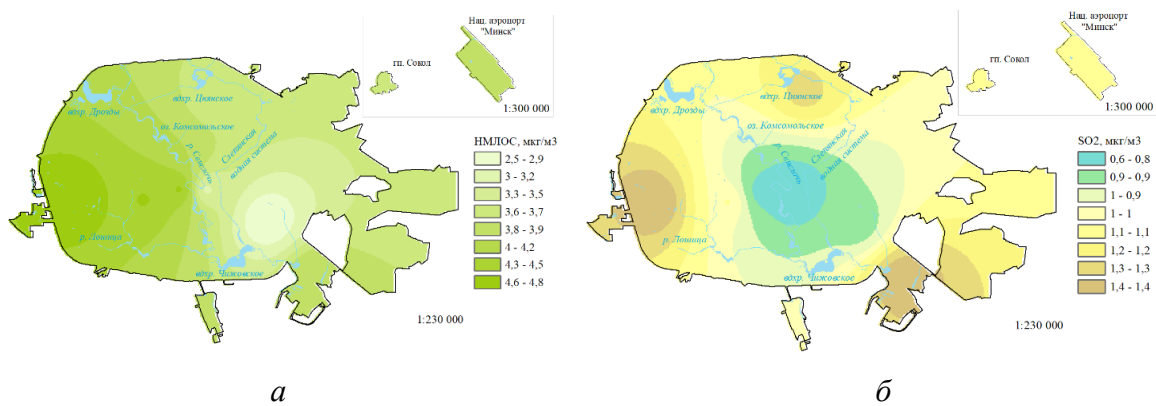 Нац. аэропорт
"Минск"
гп. Сокол
1:300 000
вдхр. Цнянское
вдхр. Дрозды
оз. Комсомольское
Слепянская
водная система
р. Свислочь
р. Лошица
вдхр. Чижовское
НМЛОС, мкг/м3
2,5 - 2,9
3 - 3,2
3,3 - 3,5
3,6 - 3,7
3,8 - 3,9
4 - 4,2
4,3 - 4,5
4,6 - 4,8
1:230 000
а
Нац. аэропорт
"Минск"
гп. Сокол
1:300 000
вдхр. Цнянское
вдхр. Дрозды
оз. Комсомольское
Слепянская
водная система
р. Свислочь
р. Лошица
вдхр. Чижовское
SO2, мкг/м3
0,6 - 0,8
0,9 - 0,9
1 - 0,9
1 - 1
1,1 - 1,1
1,2 - 1,2
1,3 - 1,3
1,4 - 1,4
1:230 000
б